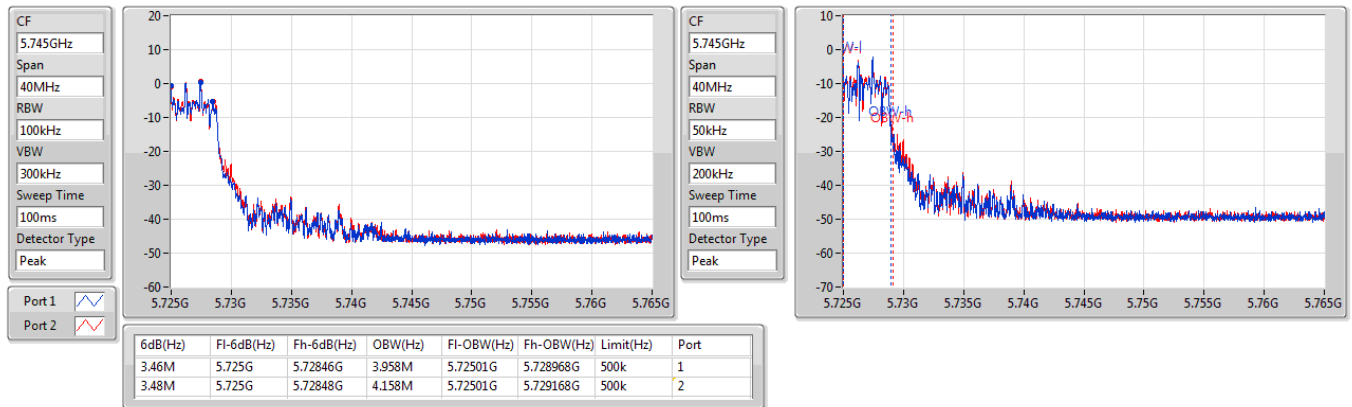 CF
5.745GHz
Span
40MHz
RBW
100kHz
VBW
300kHz
Sweep Time
100ms
Detector Type
Peak
Port 1
Port 2
20
10
0
-10
-20
-30
-40
-50
-60
5.725G 5.73G 5.735G 5.74G 5.745G 5.75G 5.755G 5.76G 5.765G
CF
5.745GHz
Span
40MHz
RBW
50kHz
VBW
200kHz
Sweep Time
100ms
Detector Type
Peak
10
0
-10
-20
-30
-40
-50
-60
-70
W-l
OBW-h
OBW-h
5.725G 5.73G 5.735G 5.74G 5.745G 5.75G 5.755G 5.76G 5.765G
6dB(Hz) Fl-6dB(Hz) Fh-6dB(Hz) OBW(Hz) Fl-OBW(Hz) Fh-OBW(Hz) Limit(Hz) Port
3.46M 5.725G 5.72846G 3.958M 5.72501G 5.728968G 500k 1
3.48M 5.725G 5.72848G 4.158M 5.72501G 5.729168G 500k 2